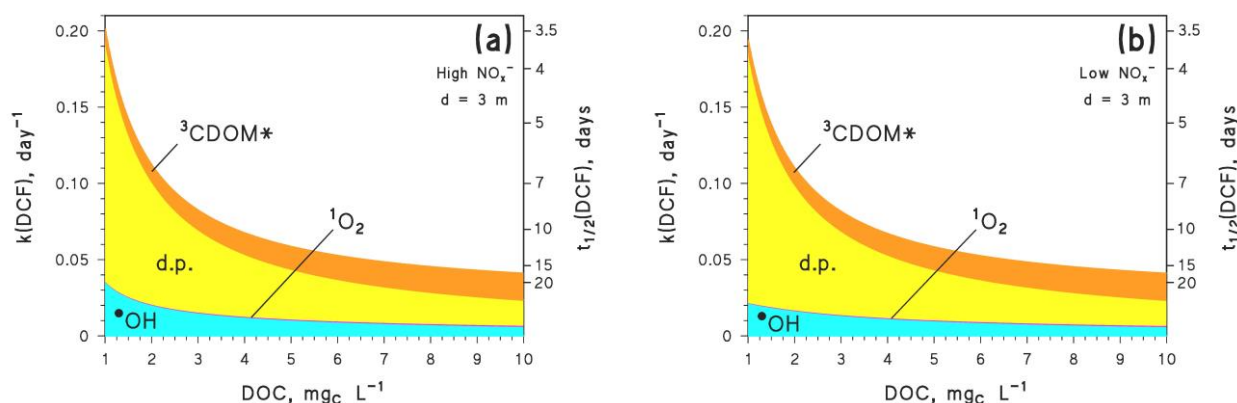 (a)
High NOₓ⁻
d = 3 m
k(DCF), day⁻¹
0.20
0.15
0.10
0.05
0
³CDOM*
¹O₂
d.p.
•OH
t₁/₂(DCF), days
3.5
4
5
7
10
15
20
1 2 3 4 5 6 7 8 9 10
DOC, mg_C L⁻¹
(b)
Low NOₓ⁻
d = 3 m
k(DCF), day⁻¹
0.20
0.15
0.10
0.05
0
³CDOM*
¹O₂
d.p.
•OH
t₁/₂(DCF), days
3.5
4
5
7
10
15
20
1 2 3 4 5 6 7 8 9 10
DOC, mg_C L⁻¹